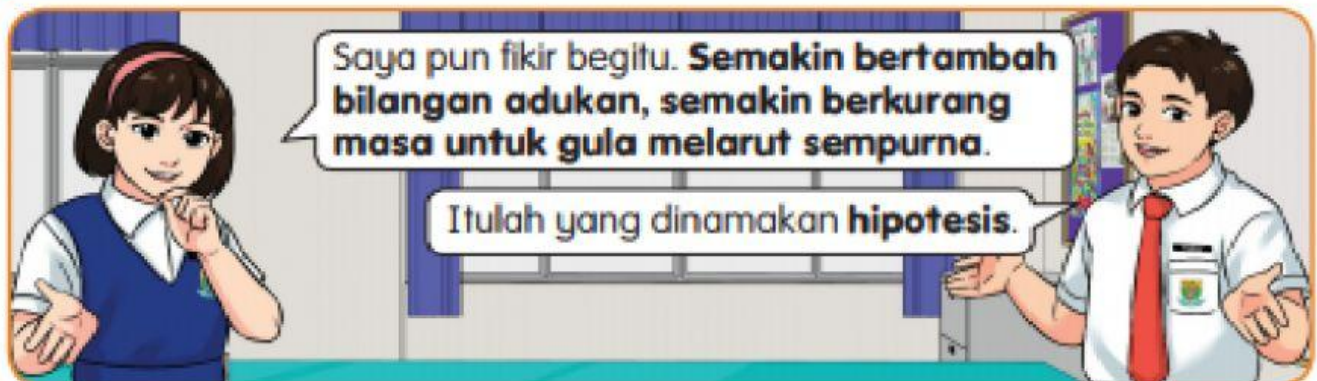 Saya pun fikir begitu. Semakin bertambah
bilangan adukan, semakin berkurang
masa untuk gula melarut sempurna.
Itulah yang dinamakan hipotesis.